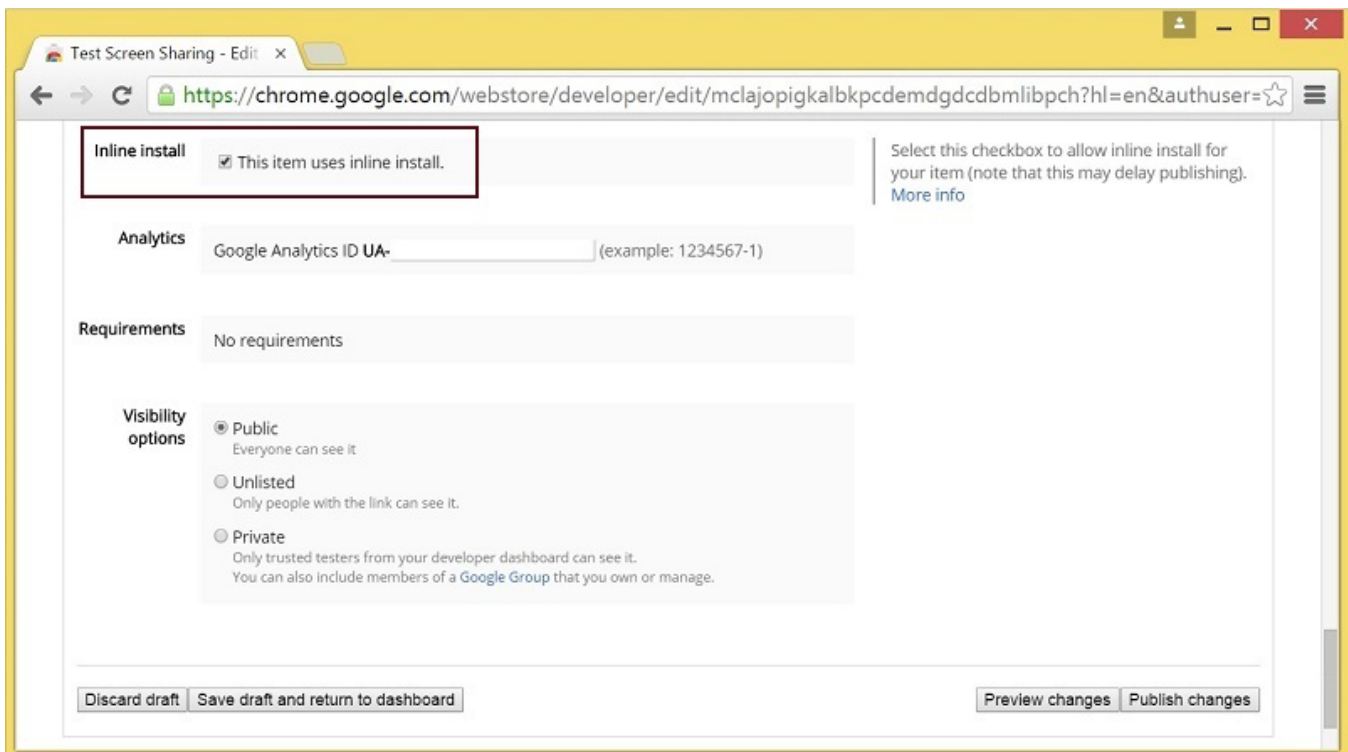 Test Screen Sharing - Edit
https://chrome.google.com/webstore/developer/edit/mclajopigkalbkpcdemdgdcdbmlibpch?hl=en&authuser=
Inline install
This item uses inline install.
Select this checkbox to allow inline install for
your item (note that this may delay publishing).
More info
Analytics
Google Analytics ID UA- (example: 1234567-1)
Requirements
No requirements
Visibility
options
Public
Everyone can see it
Unlisted
Only people with the link can see it.
Private
Only trusted testers from your developer dashboard can see it.
You can also include members of a Google Group that you own or manage.
Discard draft Save draft and return to dashboard Preview changes Publish changes